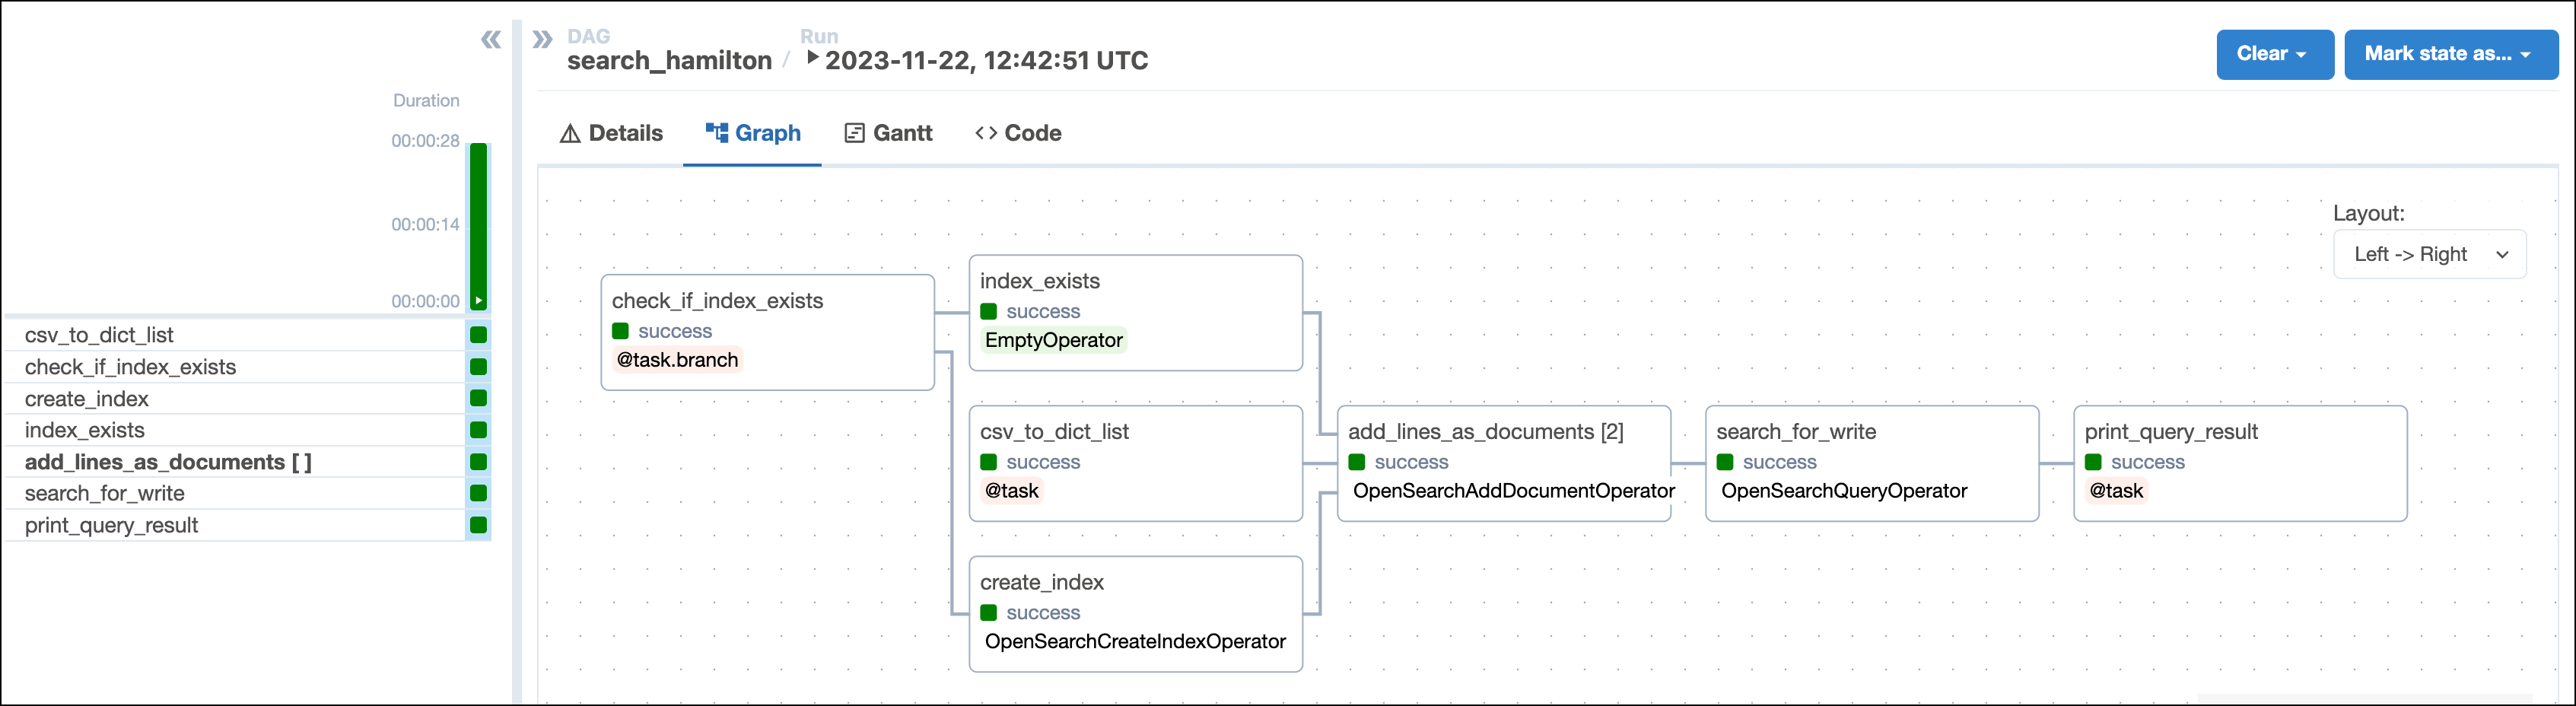 Duration
00:00:28
00:00:14
00:00:00
csv_to_dict_list
check_if_index_exists
create_index
index_exists
add_lines_as_documents [ ]
search_for_write
print_query_result
DAG
search_hamilton
/
Run
2023-11-22, 12:42:51 UTC
Clear
Mark state as...
Details
Graph
Gantt
Code
Layout:
Left -> Right
check_if_index_exists
success
@task.branch
index_exists
success
EmptyOperator
csv_to_dict_list
success
@task
create_index
success
OpenSearchCreateIndexOperator
add_lines_as_documents [2]
success
OpenSearchAddDocumentOperator
search_for_write
success
OpenSearchQueryOperator
print_query_result
success
@task